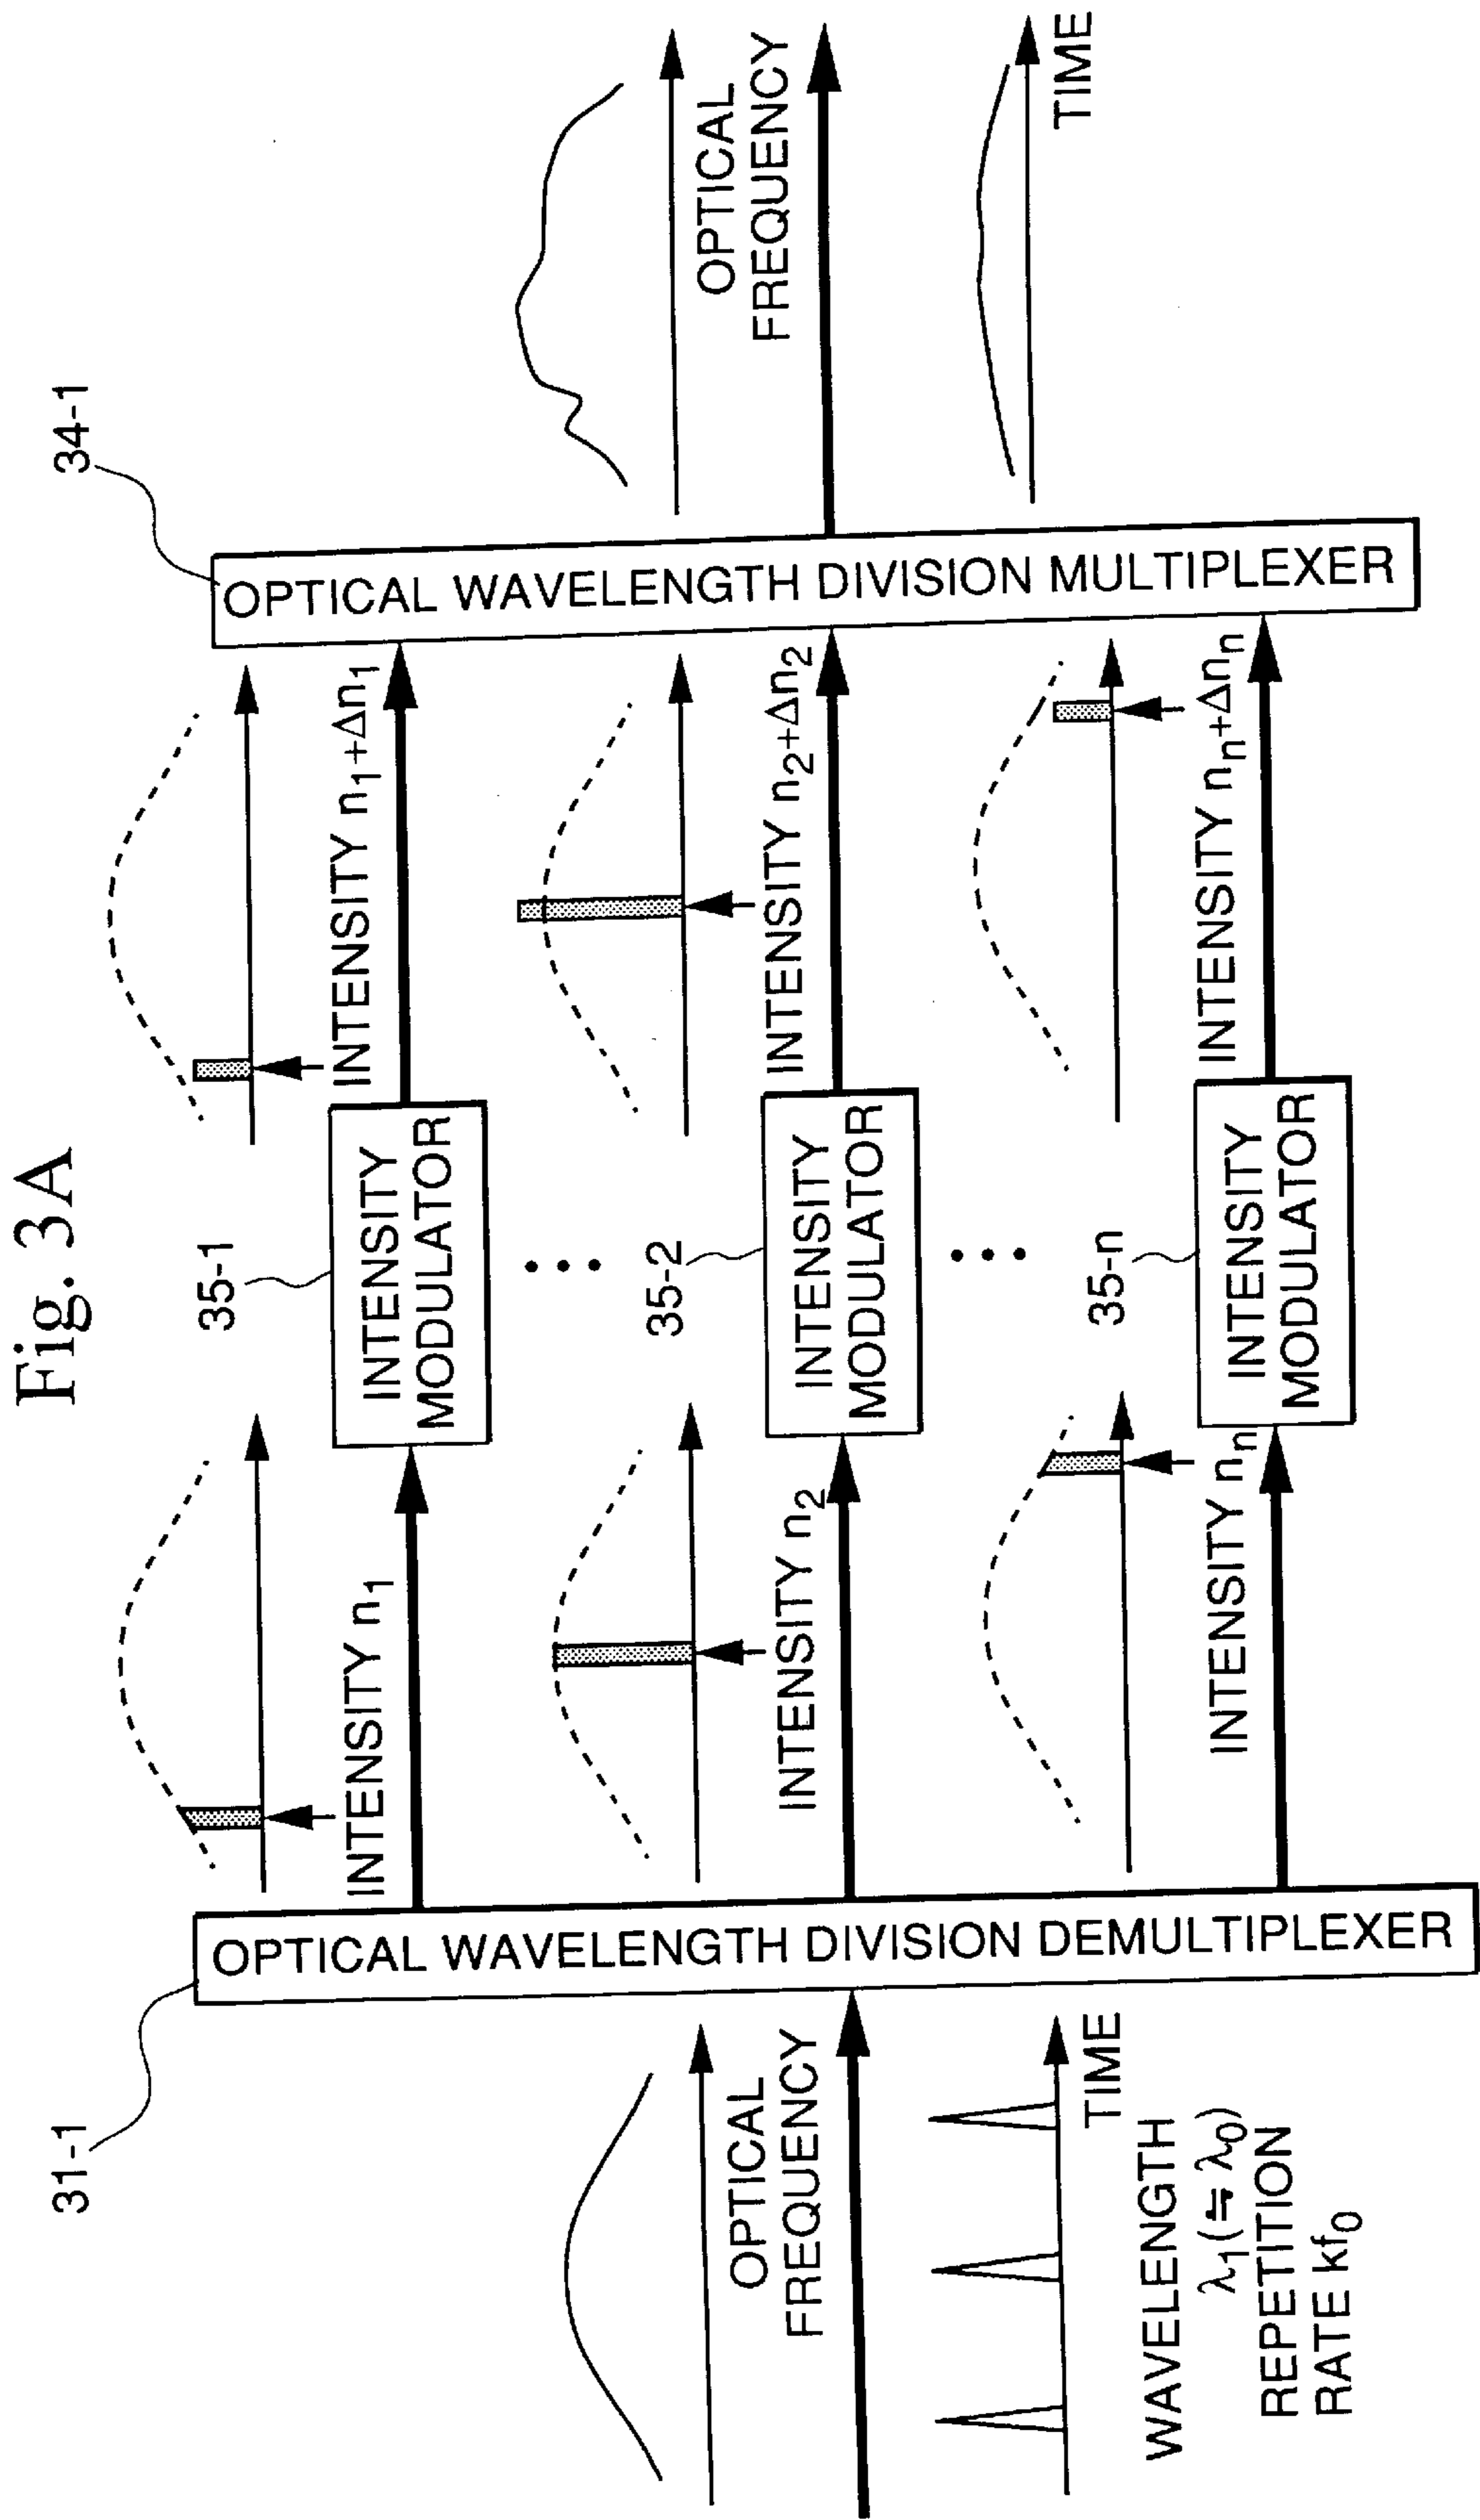 Fig. 3A
31-1
OPTICAL
FREQUENCY
TIME
WAVELENGTH
λ1(≒λ0)
REPETITION
RATE kf0
OPTICAL WAVELENGTH DIVISION DEMULTIPLEXER
INTENSITY n1
INTENSITY n2
INTENSITY nn
35-1
INTENSITY
MODULATOR
35-2
INTENSITY
MODULATOR
35-n
INTENSITY
MODULATOR
INTENSITY n1+Δn1
INTENSITY n2+Δn2
INTENSITY nn+Δnn
34-1
OPTICAL WAVELENGTH DIVISION MULTIPLEXER
OPTICAL
FREQUENCY
TIME